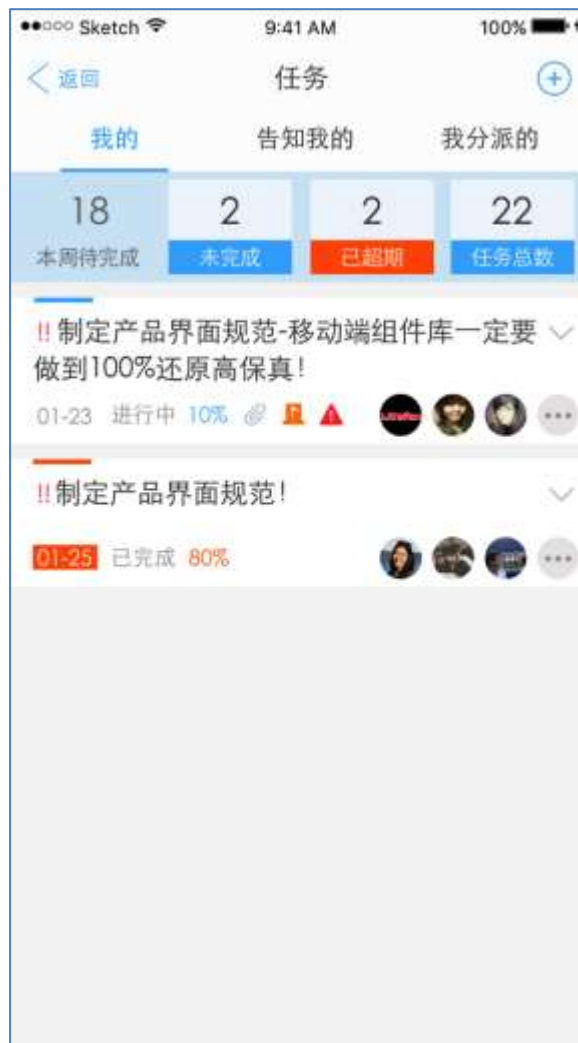 Sketch 9:41 AM 100%
返回 任务
我的 告知我的 我分派的
18 2 2 22
本周待完成 未完成 已超期 任务总数
!! 制定产品界面规范-移动端组件库一定要
做到100%还原高保真!
01-23 进行中 10%
!! 制定产品界面规范!
01-25 已完成 80%